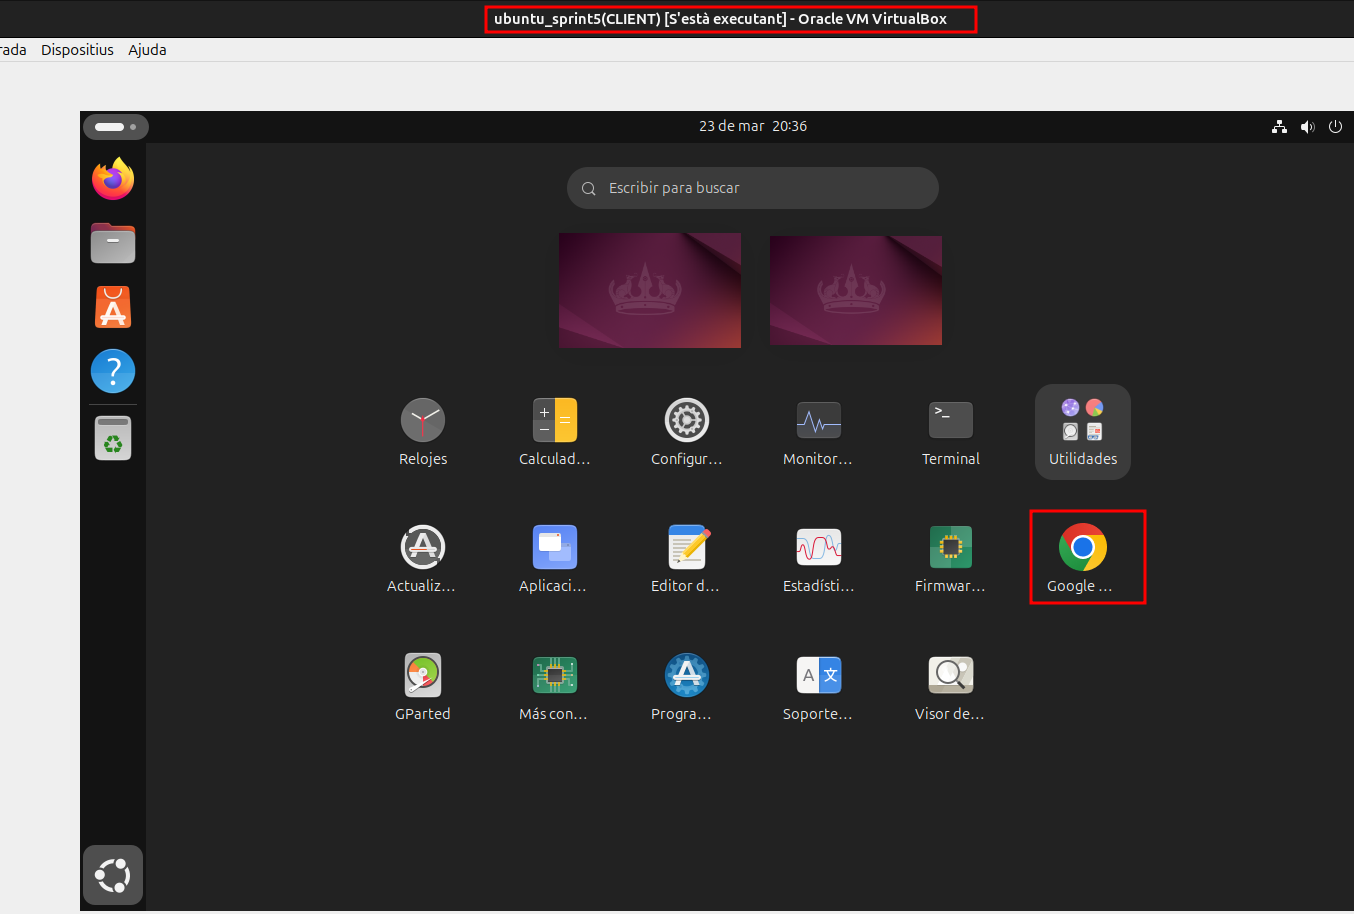 ubuntu_sprint5(CLIENT) [S'està executant] - Oracle VM VirtualBox
rada Dispositius Ajuda
23 de mar 20:36
Escribir para buscar
Relojes
Calculad...
Configur...
Monitor...
Terminal
Utilidades
Actualiz...
Aplicaci...
Editor d...
Estadísti...
Firmwar...
Google ...
GParted
Más con...
Progra...
Soporte...
Visor de...